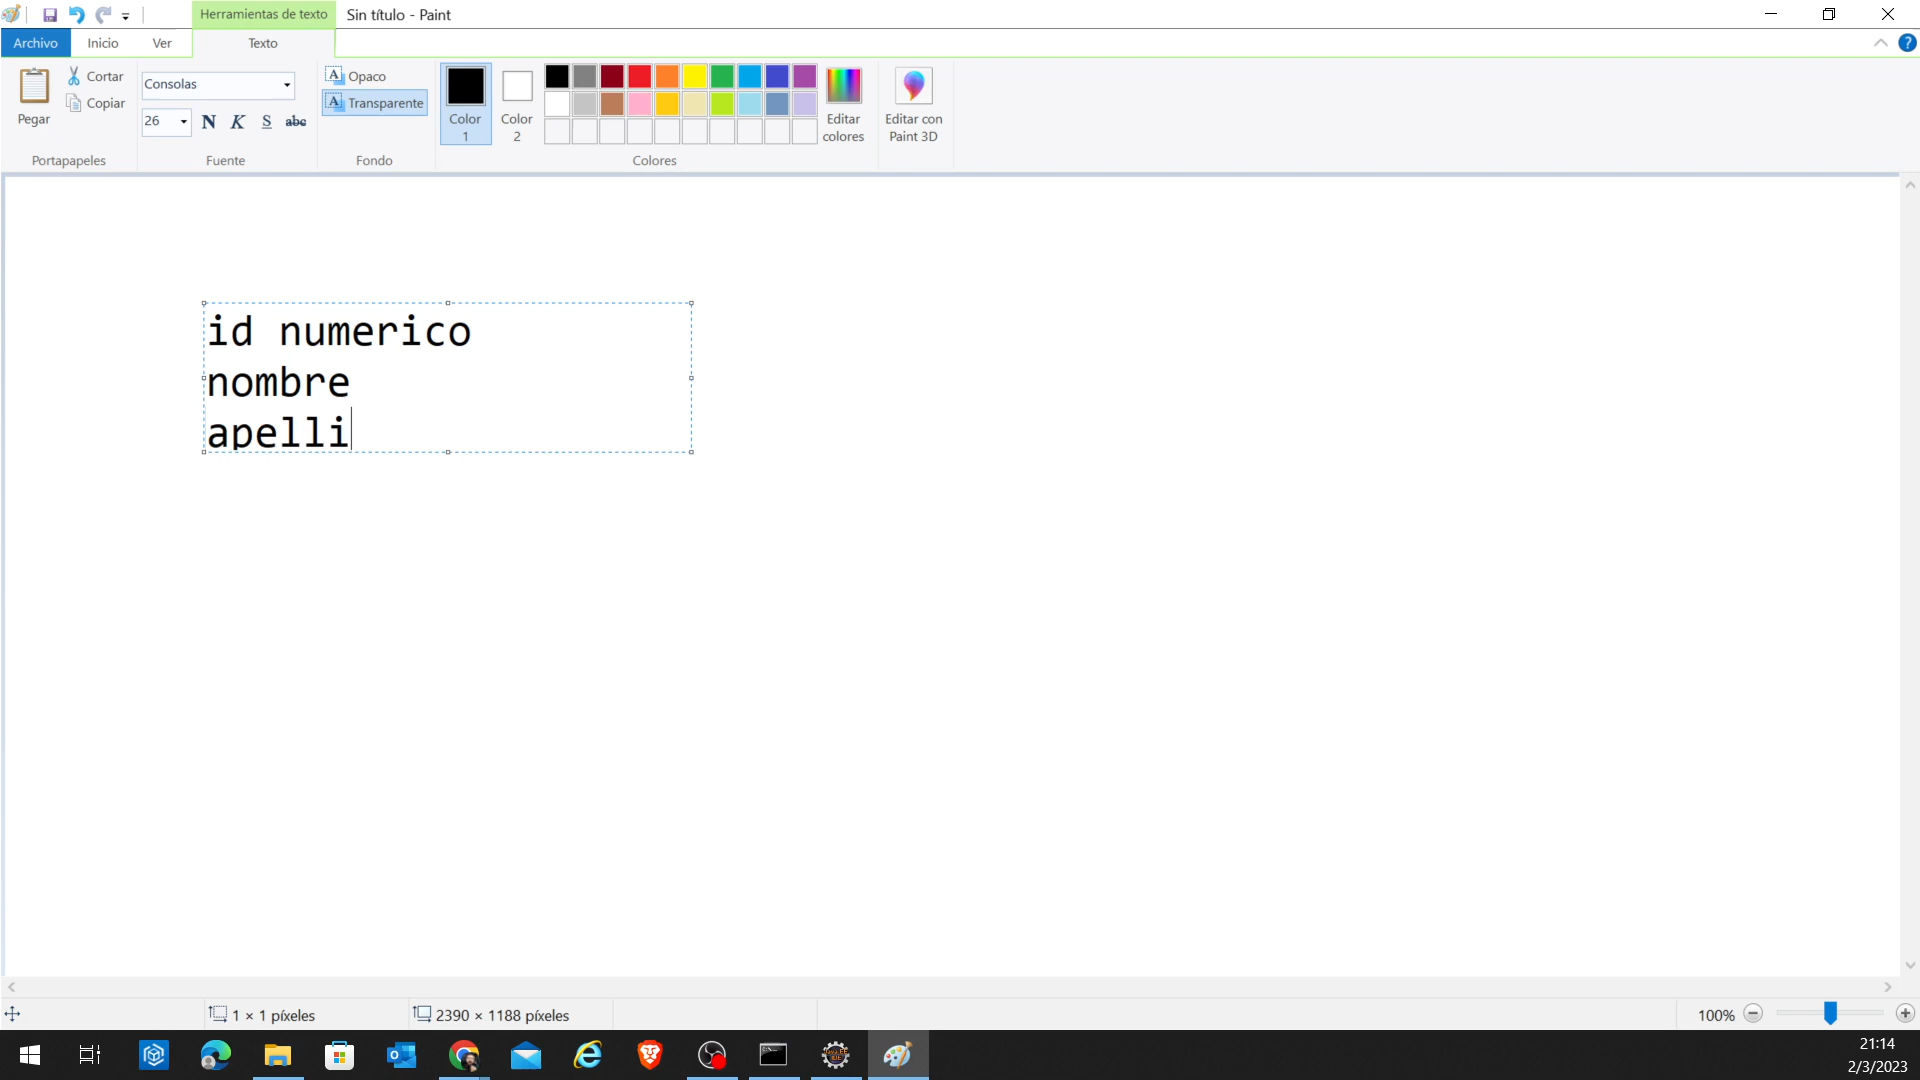 Herramientas de texto
Sin título - Paint
Archivo
Inicio
Ver
Texto
Pegar
Cortar
Copiar
Portapapeles
Consolas
26
N K S abc
Fuente
Opaco
Transparente
Fondo
Color
1
Color
2
Colores
Editar
colores
Editar con
Paint 3D
id numerico
nombre
apelli
1 × 1 píxeles
2390 × 1188 píxeles
100%
21:14
2/3/2023